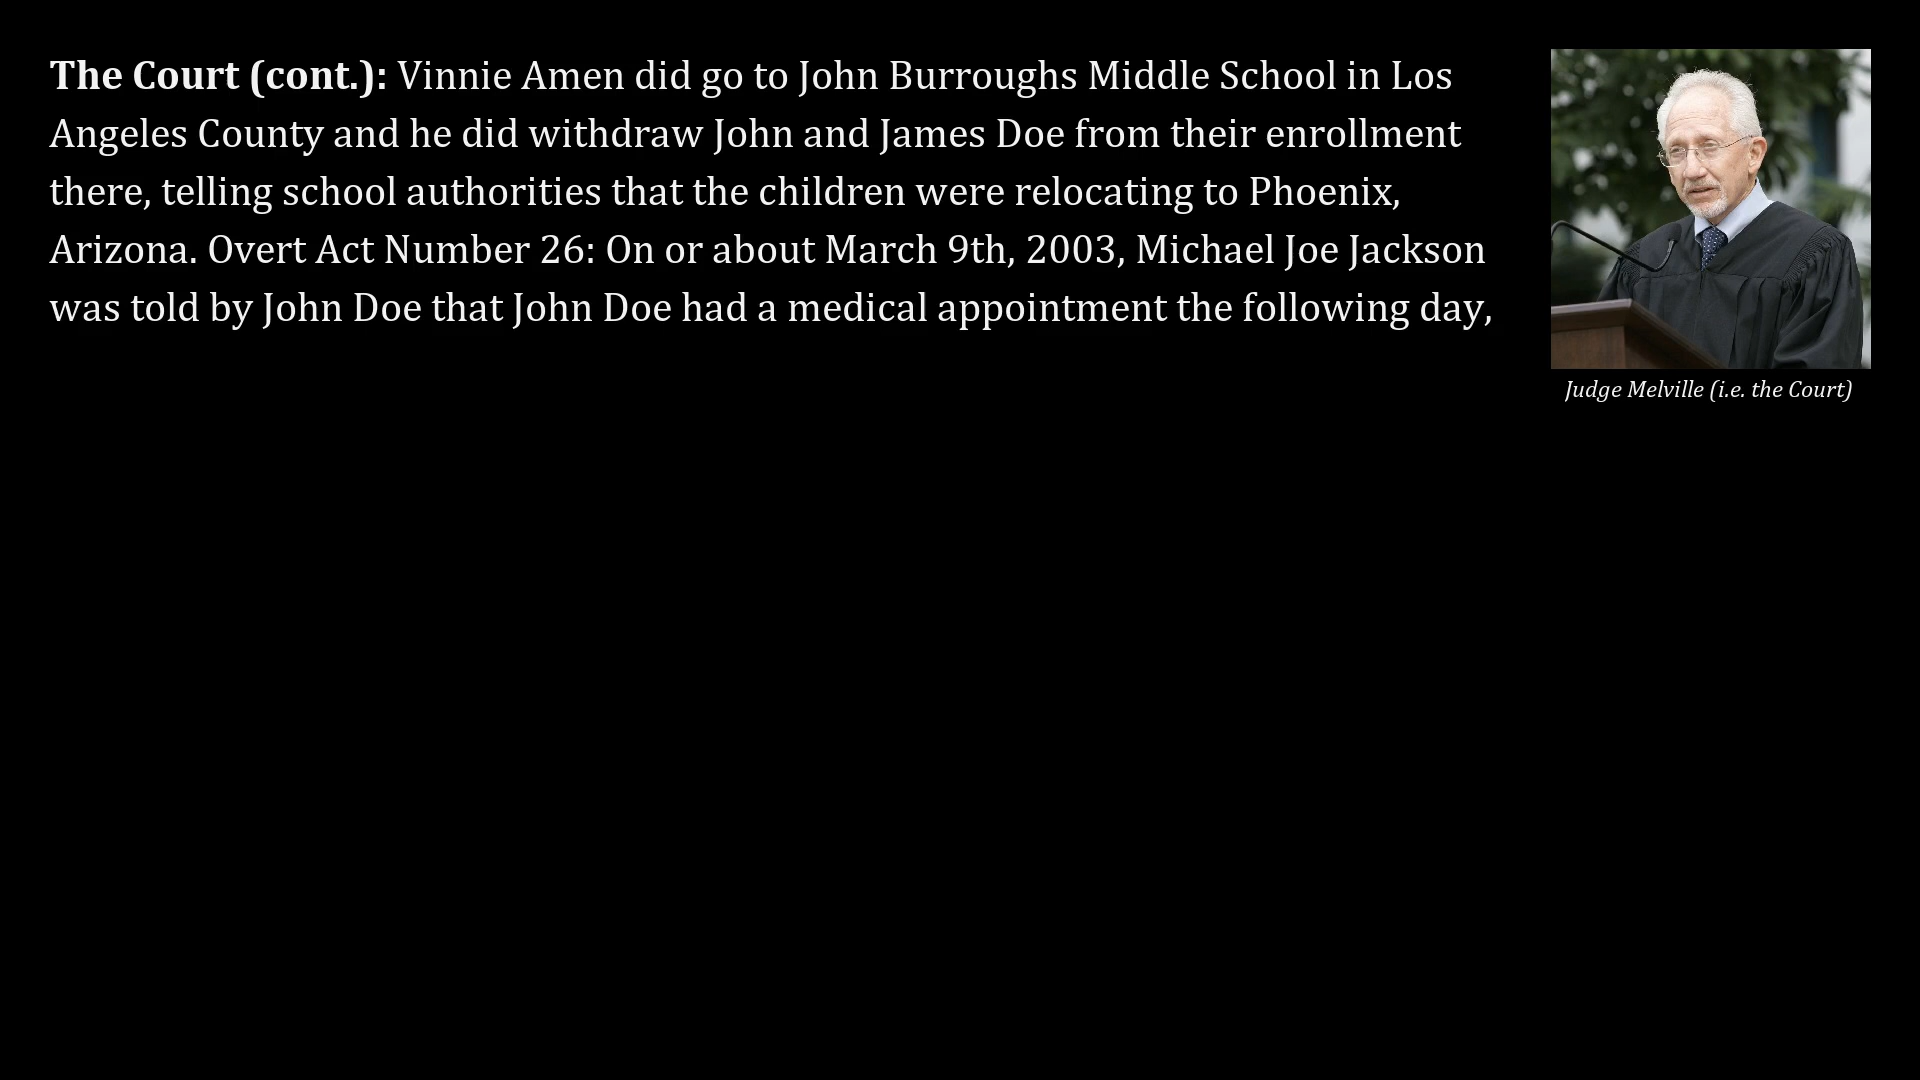 The Court (cont.): Vinnie Amen did go to John Burroughs Middle School in Los
Angeles County and he did withdraw John and James Doe from their enrollment
there, telling school authorities that the children were relocating to Phoenix,
Arizona. Overt Act Number 26: On or about March 9th, 2003, Michael Joe Jackson
was told by John Doe that John Doe had a medical appointment the following day,
Judge Melville (i.e. the Court)